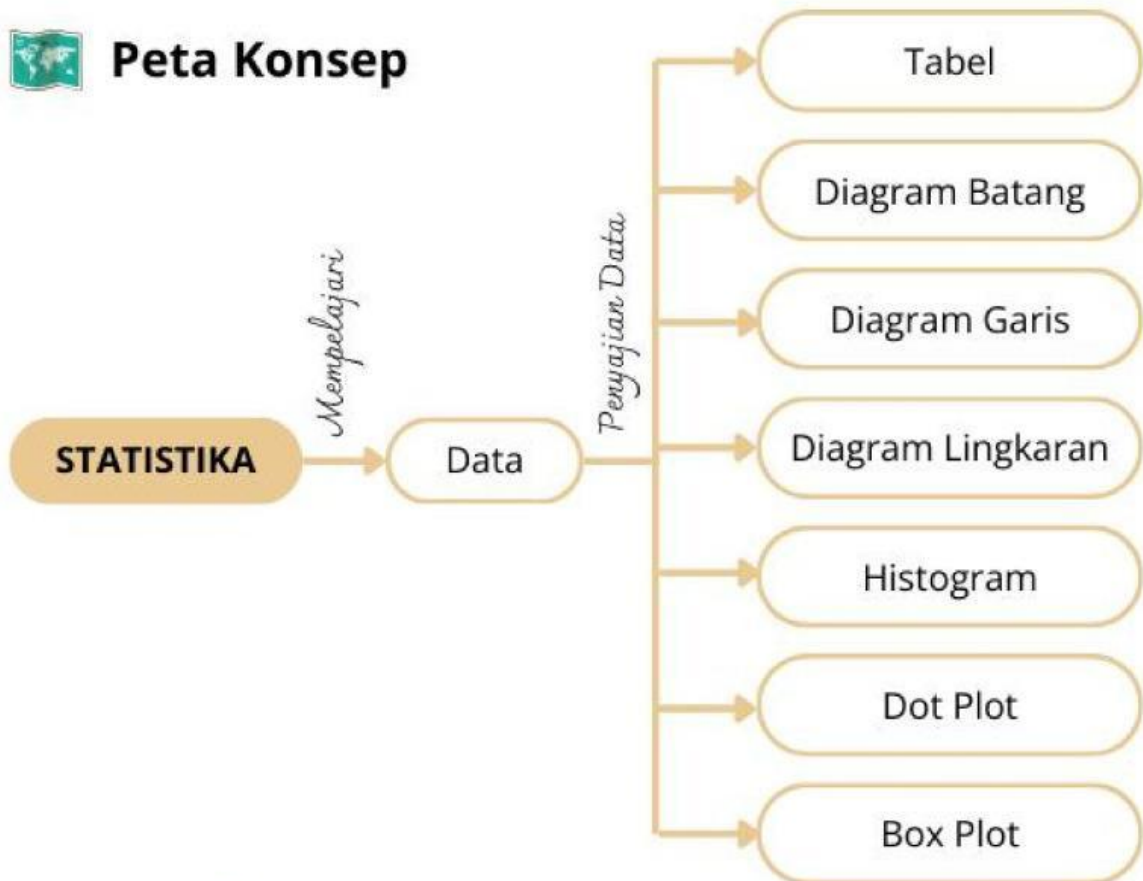 Peta Konsep
STATISTIKA
Mempelajari
Data
Penyajian Data
Tabel
Diagram Batang
Diagram Garis
Diagram Lingkaran
Histogram
Dot Plot
Box Plot